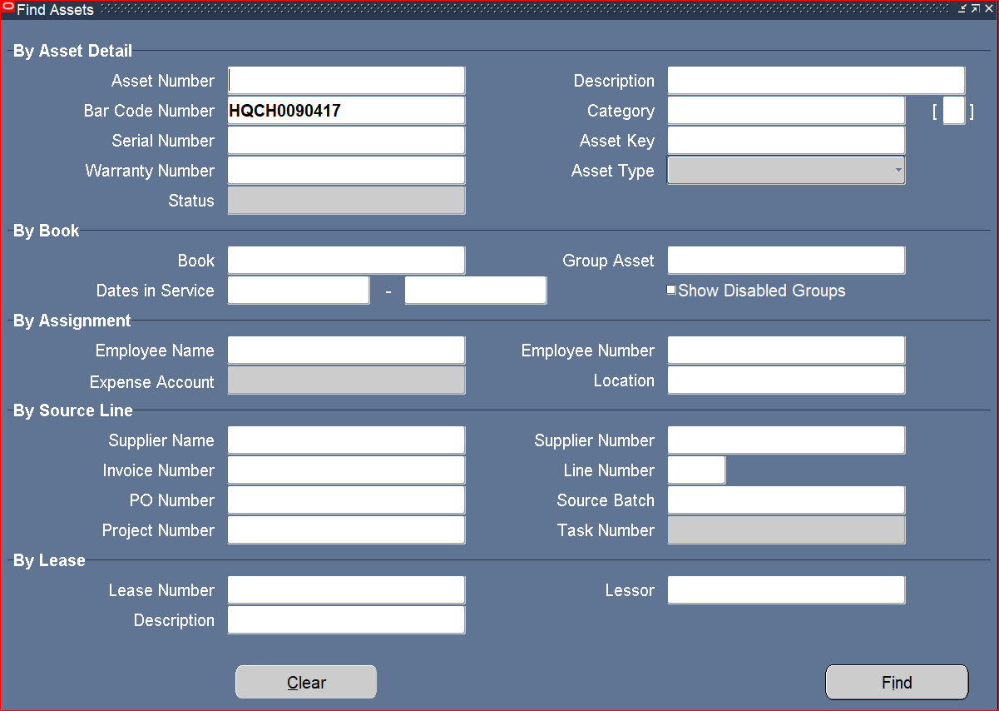 Find Assets
By Asset Detail
Asset Number Description
Bar Code Number HQCH0090417 Category [ ]
Serial Number Asset Key
Warranty Number Asset Type
Status
By Book
Book Group Asset
Dates in Service - Show Disabled Groups
By Assignment
Employee Name Employee Number
Expense Account Location
By Source Line
Supplier Name Supplier Number
Invoice Number Line Number
PO Number Source Batch
Project Number Task Number
By Lease
Lease Number Lessor
Description
Clear Find